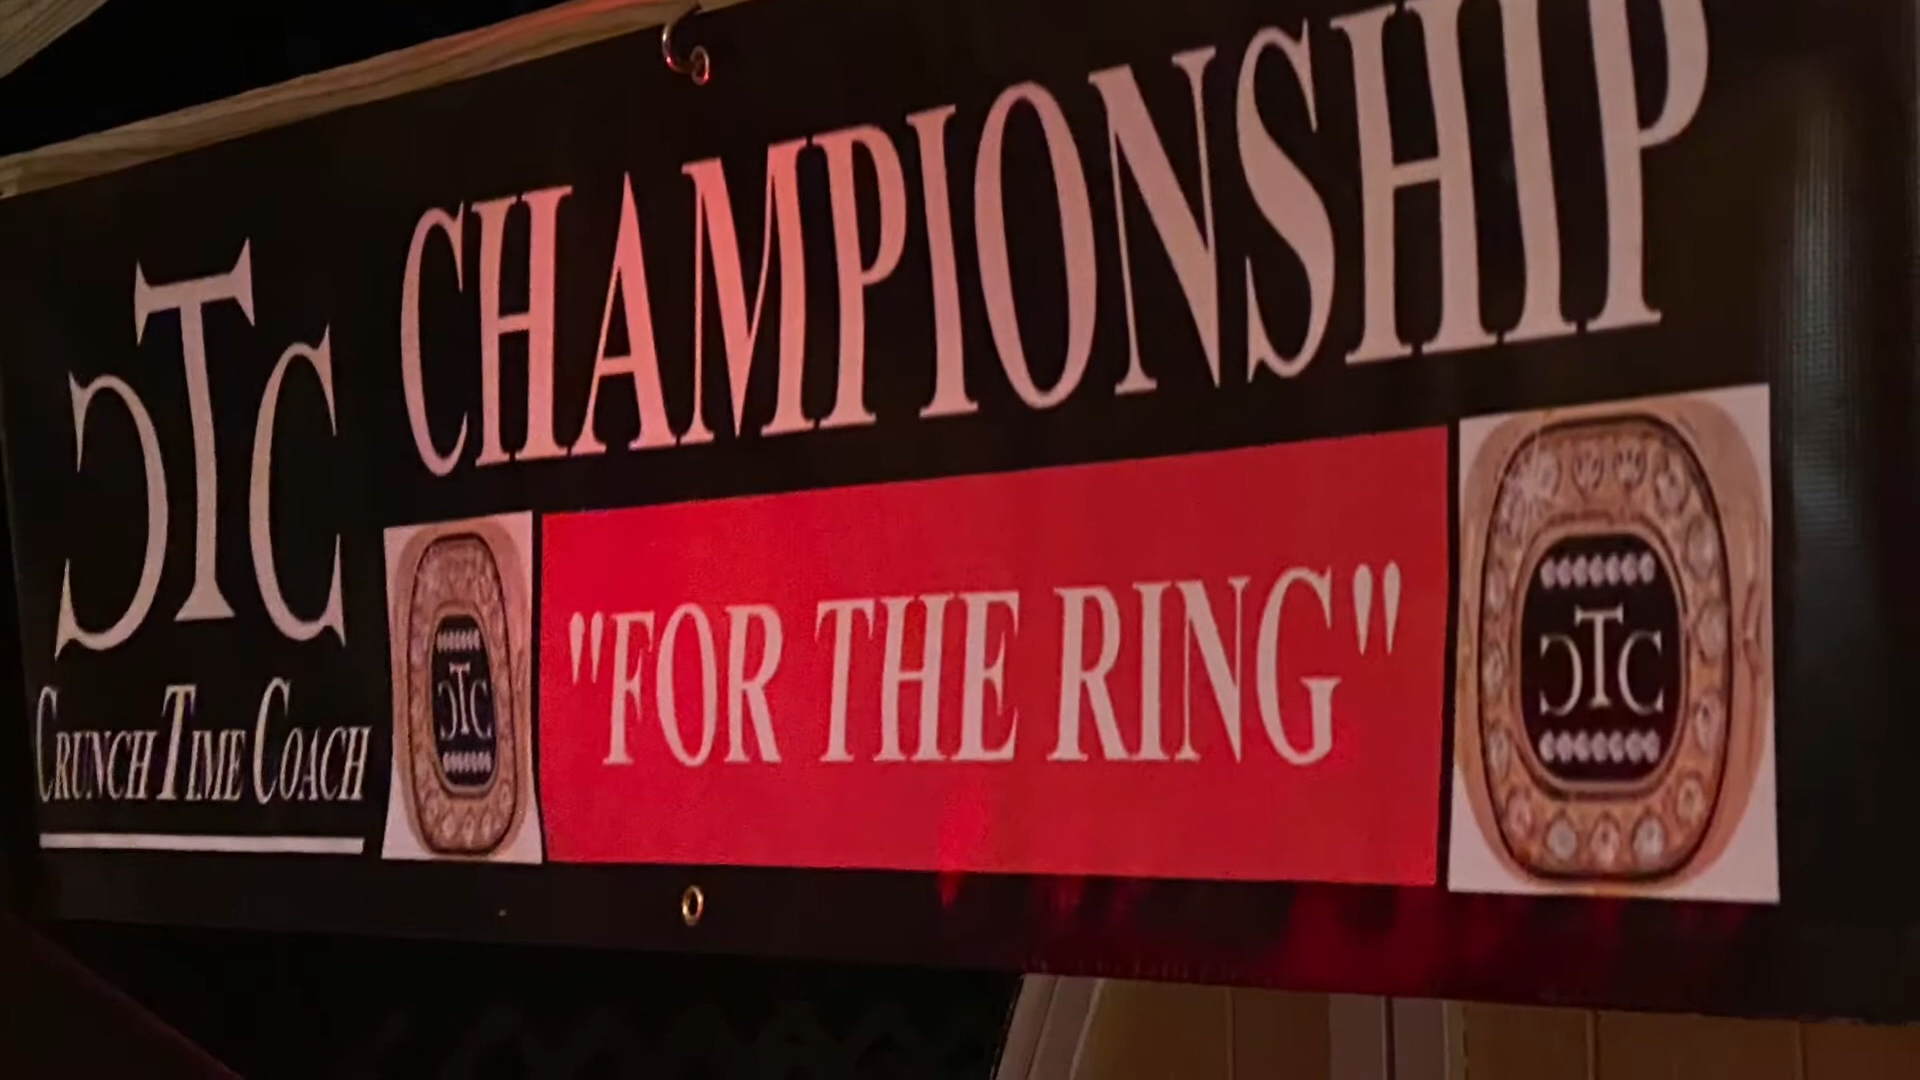 CHAMPIONSHIP
CTC
CRUNCH TIME COACH
"FOR THE RING"
CTC
CTC